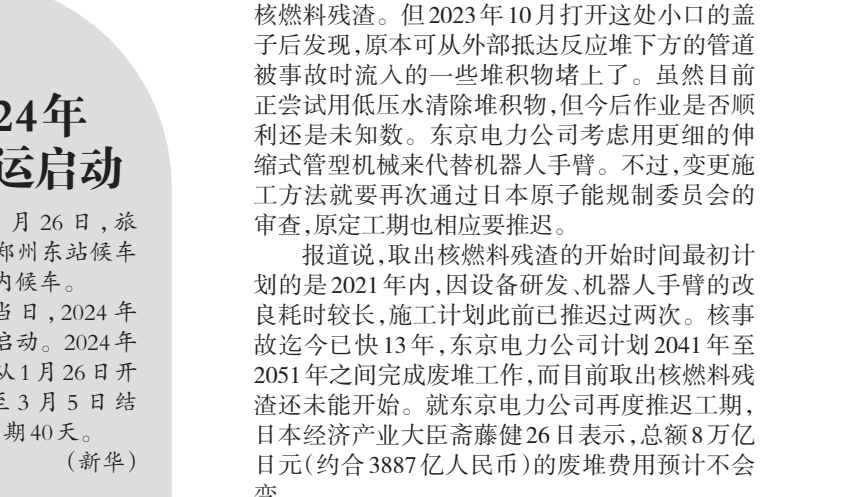 24年
运启动
月26日,旅
郑州东站候车
内候车。
当日,2024年
启动。2024年
从1月26日开
至3月5日结
期40天。
(新华)
核燃料残渣。但2023年10月打开这处小口的盖
子后发现,原本可从外部抵达反应堆下方的管道
被事故时流入的一些堆积物堵上了。虽然目前
正尝试用低压水清除堆积物,但今后作业是否顺
利还是未知数。东京电力公司考虑用更细的伸
缩式管型机械来代替机器人手臂。不过,变更施
工方法就要再次通过日本原子能规制委员会的
审查,原定工期也相应要推迟。
报道说,取出核燃料残渣的开始时间最初计
划的是2021年内,因设备研发、机器人手臂的改
良耗时较长,施工计划此前已推迟过两次。核事
故迄今已快13年,东京电力公司计划2041年至
2051年之间完成废堆工作,而目前取出核燃料残
渣还未能开始。就东京电力公司再度推迟工期,
日本经济产业大臣斋藤健26日表示,总额8万亿
日元(约合3887亿人民币)的废堆费用预计不会